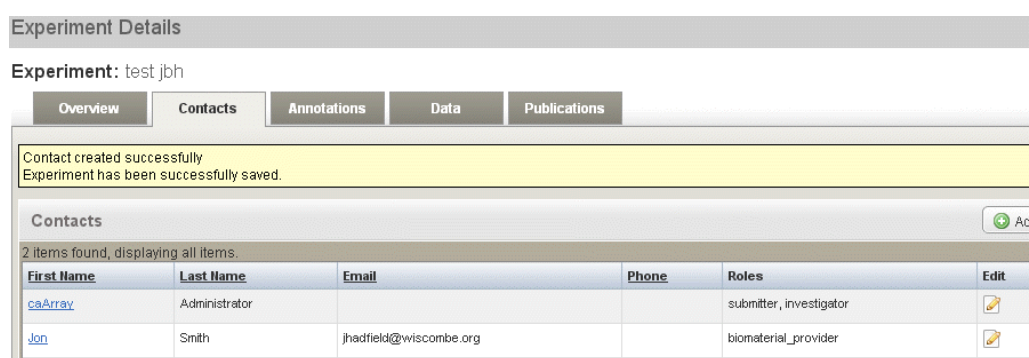 Experiment Details
Experiment: test jbh
Overview Contacts Annotations Data Publications
Contact created successfully
Experiment has been successfully saved.
Contacts
2 items found, displaying all items.
First Name Last Name Email Phone Roles Edit
caArray Administrator submitter, investigator
Jon Smith jhadfield@wiscombe.org biomaterial_provider